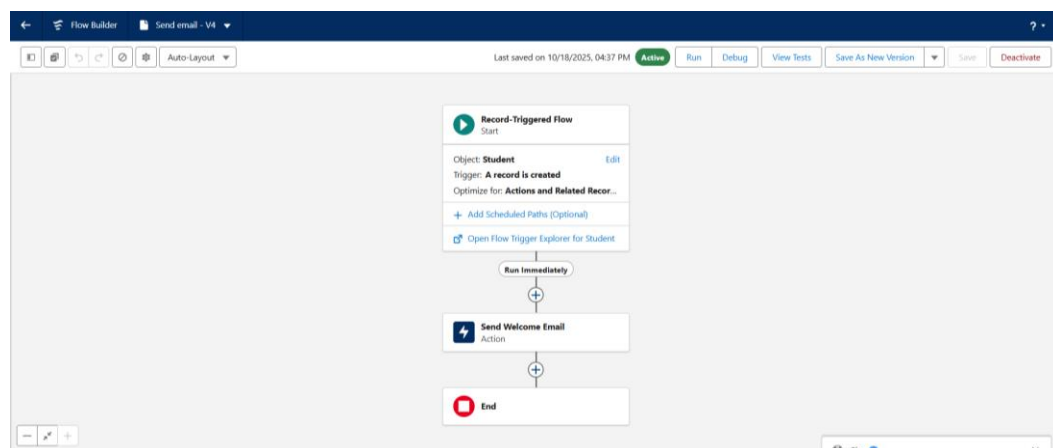 Flow Builder Send email - V4 ?
Auto-Layout Last saved on 10/18/2025, 04:37 PM Active Run Debug View Tests Save As New Version Save Deactivate
Record-Triggered Flow
Start
Object: Student Edit
Trigger: A record is created
Optimize for: Actions and Related Recor...
+ Add Scheduled Paths (Optional)
Open Flow Trigger Explorer for Student
Run Immediately
Send Welcome Email
Action
End